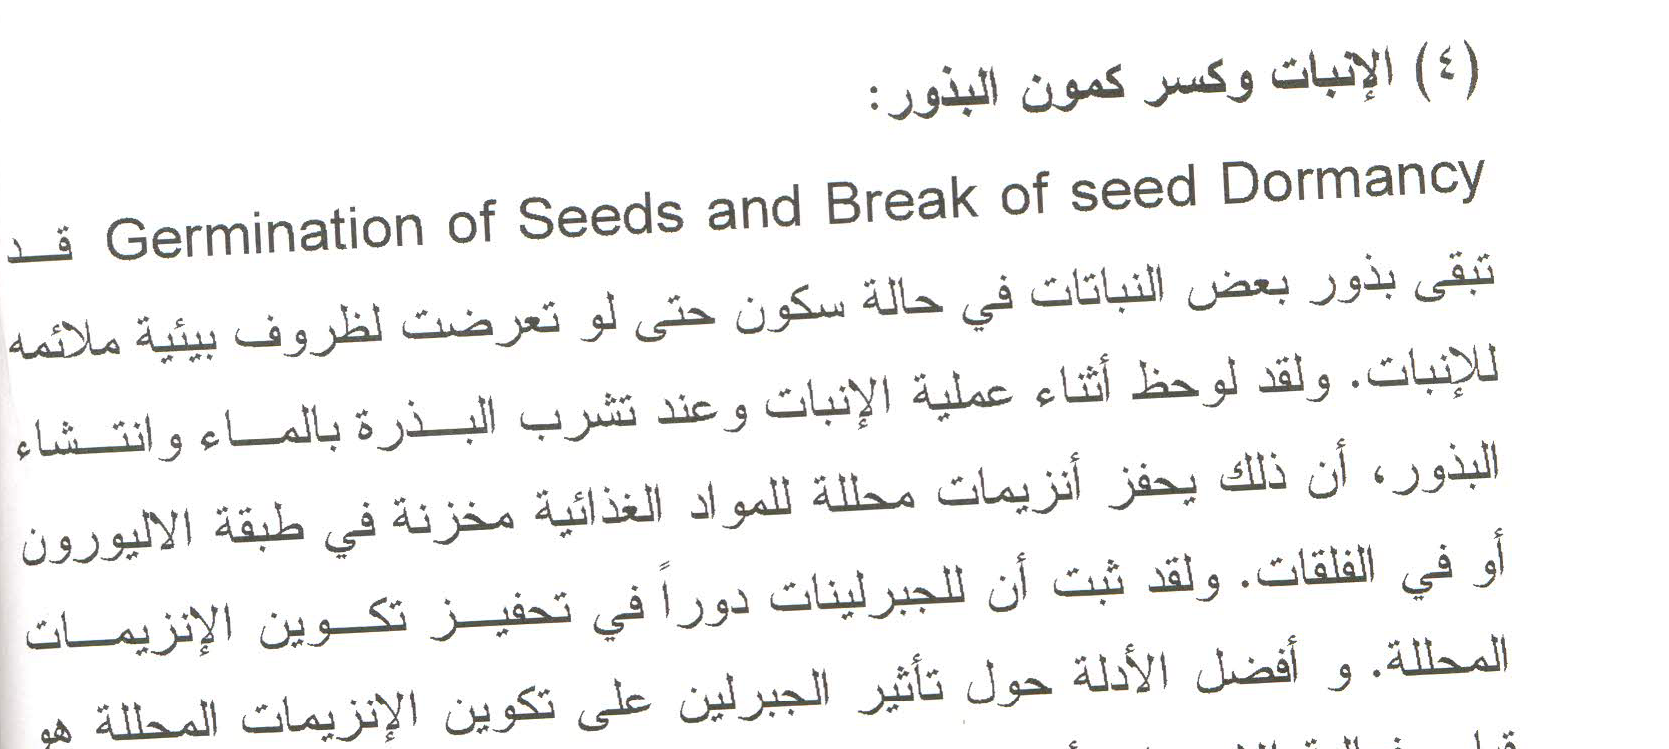 (٤) الإنبات وكسر كمون البذور:
Germination of Seeds and Break of seed Dormancy قد
تبقى بذور بعض النباتات في حالة سكون حتى لو تعرضت لظروف بيئية ملائمه
للإنبات. ولقد لوحظ أثناء عملية الإنبات وعند تشرب البذرة بالماء وانتشاء
البذور، أن ذلك يحفز أنزيمات محللة للمواد الغذائية مخزنة في طبقة الاليورون
أو في الفلقات. ولقد ثبت أن للجبرلينات دوراً في تحفيز تكوين الإنزيمات
المحللة. و أفضل الأدلة حول تأثير الجبرلين على تكوين الإنزيمات المحللة هو